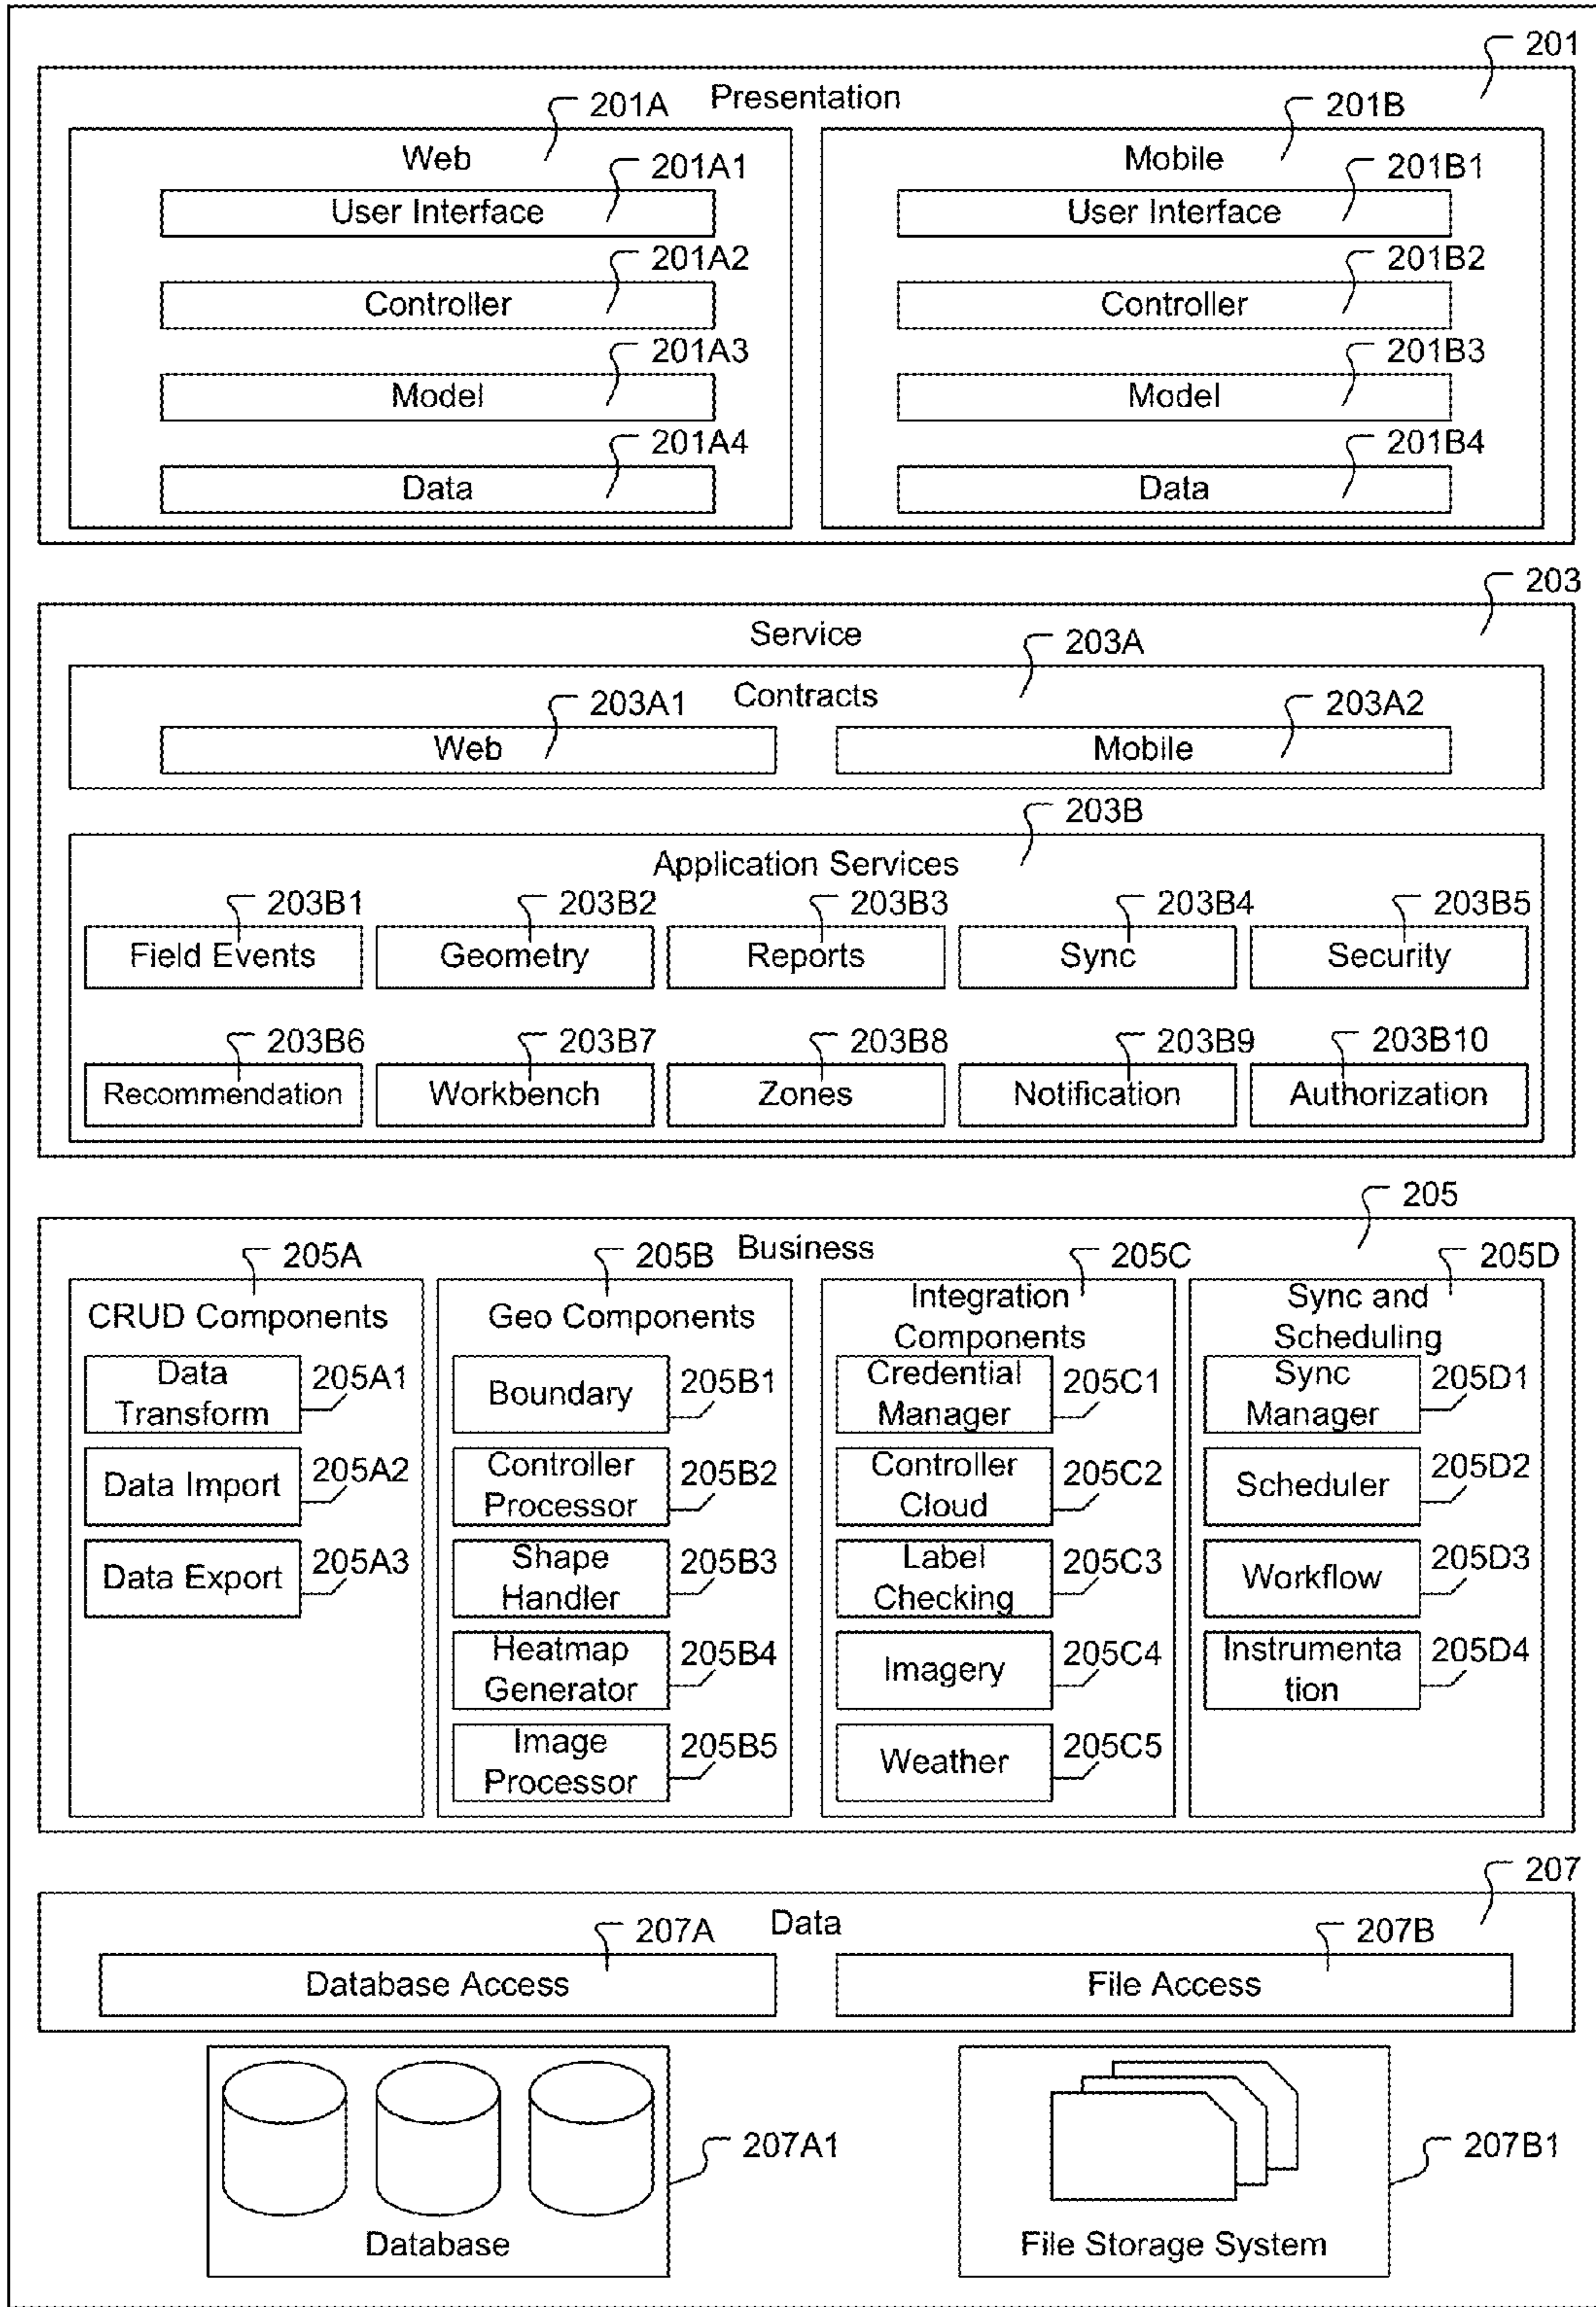 201
Presentation
201A
201B
Web
Mobile
201A1
201B1
User Interface
User Interface
201A2
201B2
Controller
Controller
201A3
201B3
Model
Model
201A4
201B4
Data
Data
203
Service
203A
Contracts
203A1
203A2
Web
Mobile
203B
Application Services
203B1
203B2
203B3
203B4
203B5
Field Events
Geometry
Reports
Sync
Security
203B6
203B7
203B8
203B9
203B10
Recommendation
Workbench
Zones
Notification
Authorization
205
Business
205A
205B
205C
205D
CRUD Components
Data
Transform
205A1
Data Import
205A2
Data Export
205A3
Geo Components
Boundary
205B1
Controller
Processor
205B2
Shape
Handler
205B3
Heatmap
Generator
205B4
Image
Processor
205B5
Integration
Components
Credential
Manager
205C1
Controller
Cloud
205C2
Label
Checking
205C3
Imagery
205C4
Weather
205C5
Sync and
Scheduling
Sync
Manager
205D1
Scheduler
205D2
Workflow
205D3
Instrumenta
tion
205D4
207
Data
207A
207B
Database Access
File Access
207A1
207B1
Database
File Storage System